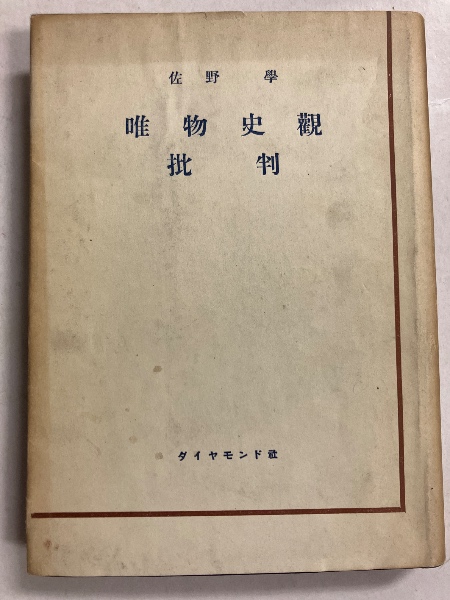 佐野學
唯物史觀
批判
ダイヤモンド社